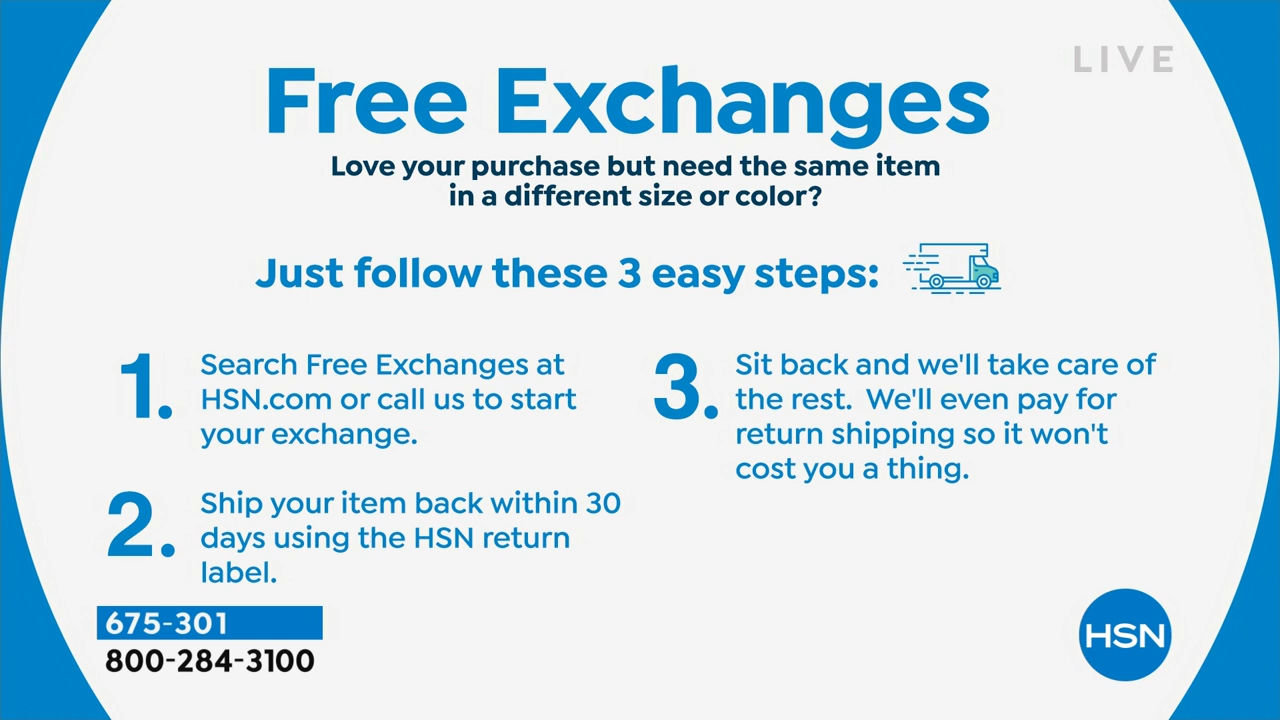 LIVE
Free Exchanges
Love your purchase but need the same item
in a different size or color?
Just follow these 3 easy steps:
1. Search Free Exchanges at
HSN.com or call us to start
your exchange.
2. Ship your item back within 30
days using the HSN return
label.
3. Sit back and we'll take care of
the rest.  We'll even pay for
return shipping so it won't
cost you a thing.
675-301
800-284-3100
HSN